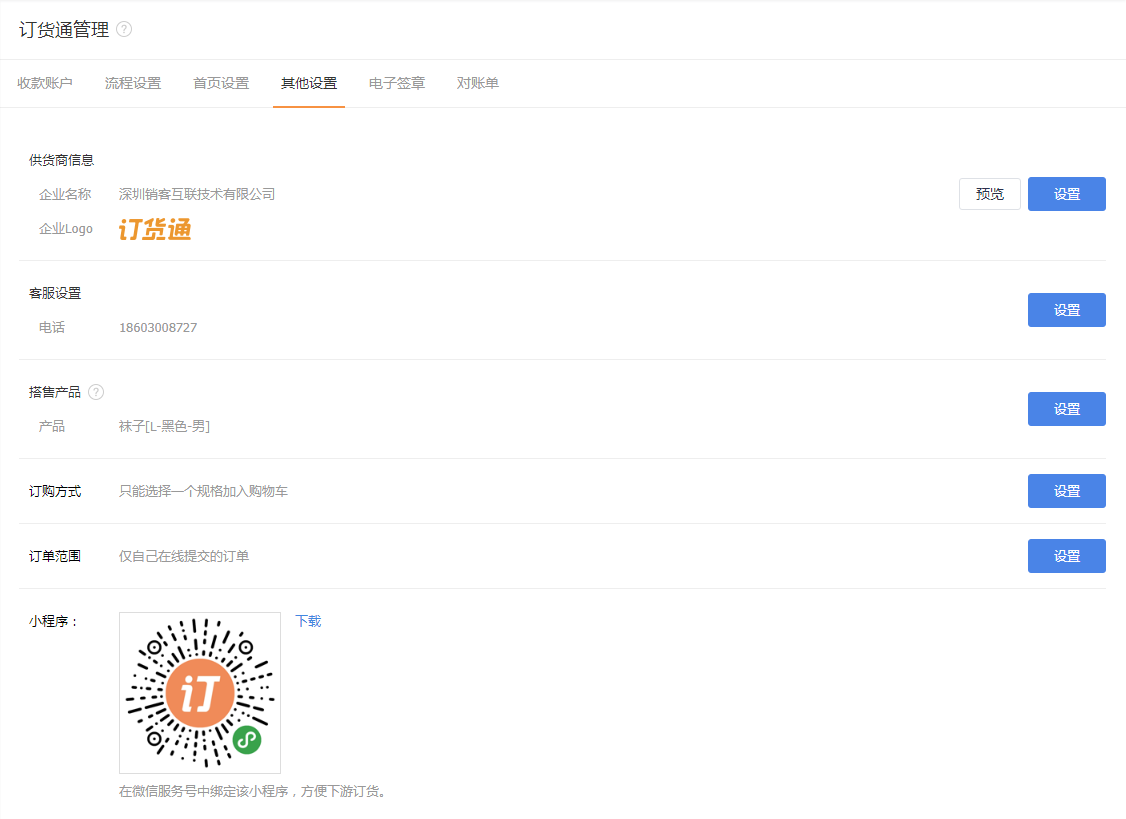 订货通管理 ?
收款账户 流程设置 首页设置 其他设置 电子签章 对账单
供货商信息
企业名称 深圳销客互联技术有限公司 预览 设置
企业Logo 订货通
客服设置
设置
电话 18603008727
搭售产品 ?
设置
产品 袜子[L-黑色-男]
订购方式 只能选择一个规格加入购物车 设置
订单范围 仅自己在线提交的订单 设置
小程序： 下载
订
在微信服务号中绑定该小程序，方便下游订货。